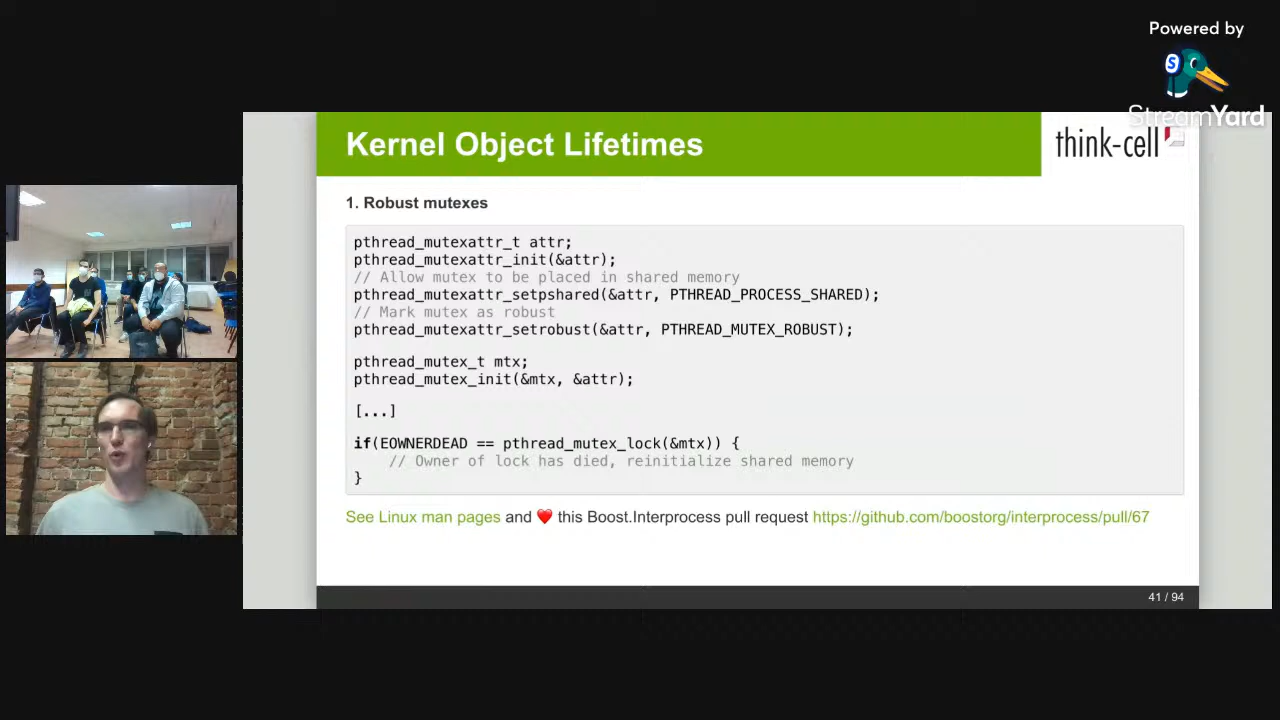 Powered by
S
StreamYard
Kernel Object Lifetimes
think-cell
1. Robust mutexes
pthread_mutexattr_t attr;
pthread_mutexattr_init(&attr);
// Allow mutex to be placed in shared memory
pthread_mutexattr_setpshared(&attr, PTHREAD_PROCESS_SHARED);
// Mark mutex as robust
pthread_mutexattr_setrobust(&attr, PTHREAD_MUTEX_ROBUST);
pthread_mutex_t mtx;
pthread_mutex_init(&mtx, &attr);
[...]
if(EOWNERDEAD == pthread_mutex_lock(&mtx)) {
// Owner of lock has died, reinitialize shared memory
}
See Linux man pages and ❤️ this Boost.Interprocess pull request https://github.com/boostorg/interprocess/pull/67
41 / 94